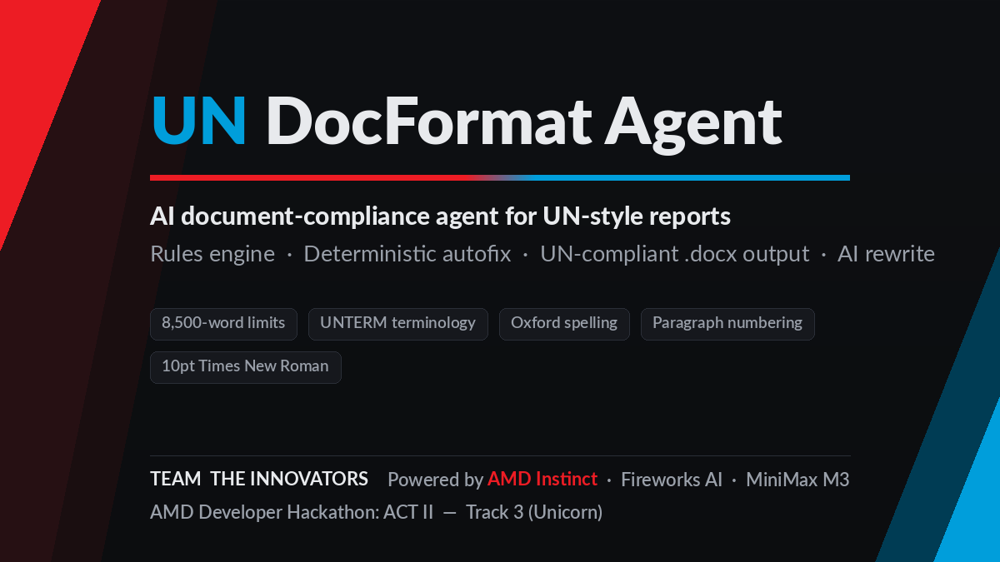 UN DocFormat Agent
AI document-compliance agent for UN-style reports
Rules engine · Deterministic autofix · UN-compliant .docx output · AI rewrite
8,500-word limits UNTERM terminology Oxford spelling Paragraph numbering
10pt Times New Roman
TEAM THE INNOVATORS Powered by AMD Instinct · Fireworks AI · MiniMax M3
AMD Developer Hackathon: ACT II — Track 3 (Unicorn)